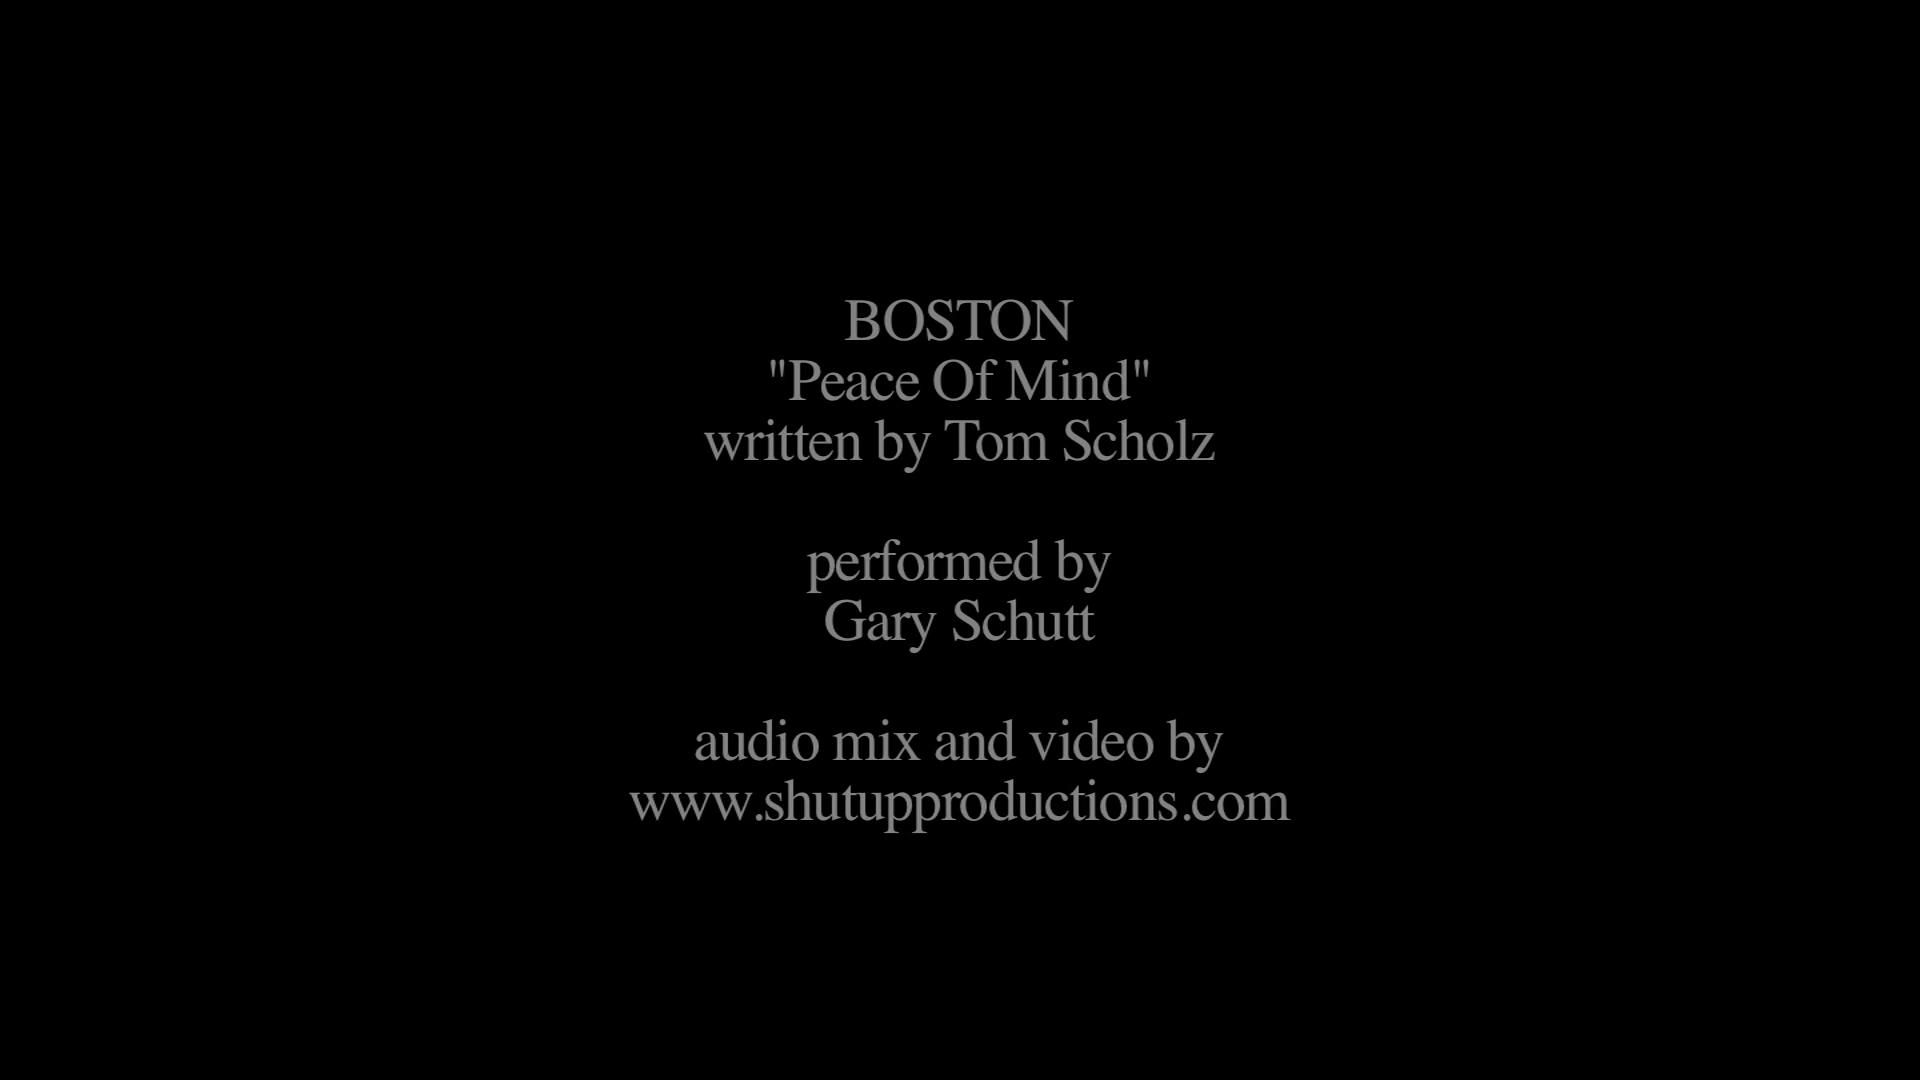 BOSTON
"Peace Of Mind"
written by Tom Scholz
performed by
Gary Schutt
audio mix and video by
www.shutupproductions.com